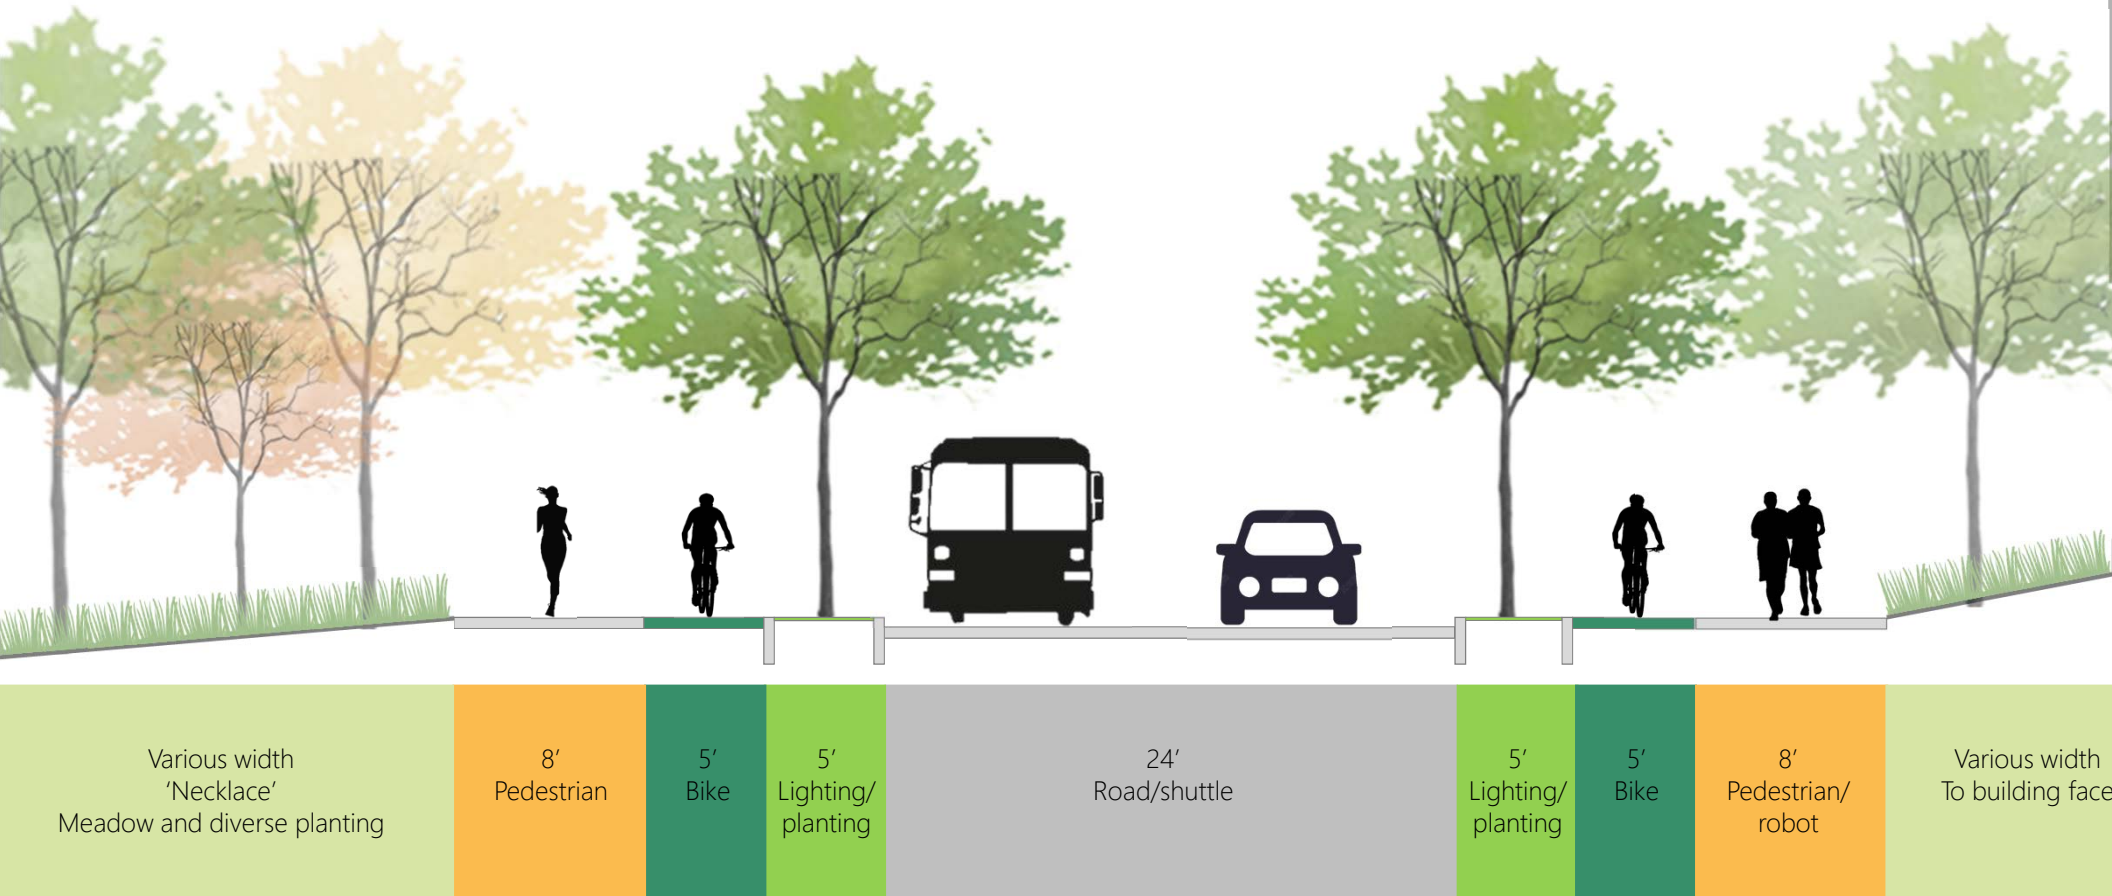 Various width
‘Necklace’
Meadow and diverse planting
8’
Pedestrian
5’
Bike
5’
Lighting/
planting
24’
Road/shuttle
5’
Lighting/
planting
5’
Bike
8’
Pedestrian/
robot
Various width
To building face